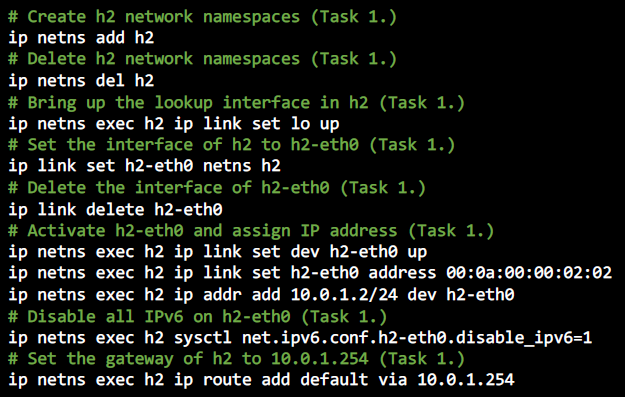 # Create h2 network namespaces (Task 1.)
ip netns add h2
# Delete h2 network namespaces (Task 1.)
ip netns del h2
# Bring up the lookup interface in h2 (Task 1.)
ip netns exec h2 ip link set lo up
# Set the interface of h2 to h2-eth0 (Task 1.)
ip link set h2-eth0 netns h2
# Delete the interface of h2-eth0 (Task 1.)
ip link delete h2-eth0
# Activate h2-eth0 and assign IP address (Task 1.)
ip netns exec h2 ip link set dev h2-eth0 up
ip netns exec h2 ip link set h2-eth0 address 00:0a:00:00:02:02
ip netns exec h2 ip addr add 10.0.1.2/24 dev h2-eth0
# Disable all IPv6 on h2-eth0 (Task 1.)
ip netns exec h2 sysctl net.ipv6.conf.h2-eth0.disable_ipv6=1
# Set the gateway of h2 to 10.0.1.254 (Task 1.)
ip netns exec h2 ip route add default via 10.0.1.254